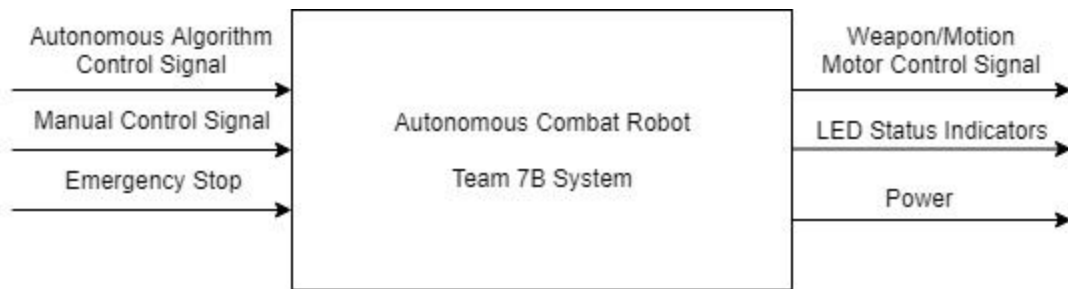 Autonomous Algorithm
Control Signal
Manual Control Signal
Emergency Stop
Autonomous Combat Robot
Team 7B System
Weapon/Motion
Motor Control Signal
LED Status Indicators
Power